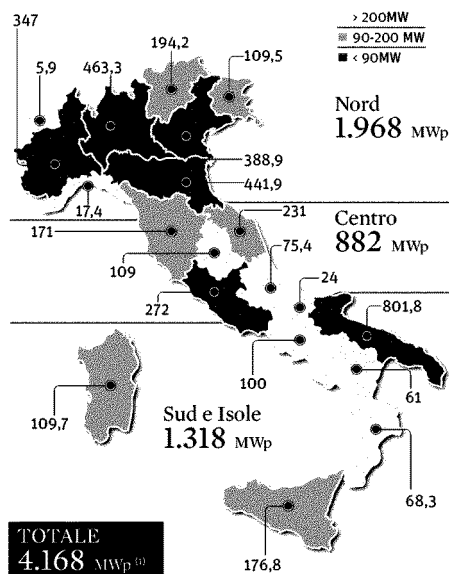 347
194,2
> 200MW
90-200 MW
< 90MW
5,9
463,3
109,5
Nord
1.968 MWp
388,9
441,9
17,4
171
231
Centro
882 MWp
75,4
109
24
272
801,8
100
61
109,7
Sud e Isole
1.318 MWp
68,3
TOTALE
4.168 MWp (1)
176,8